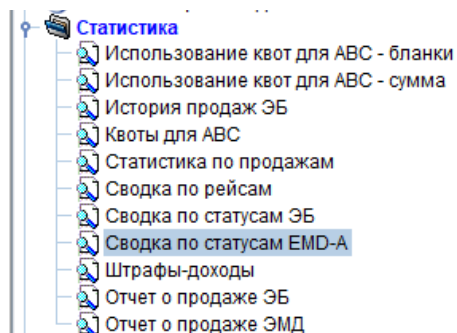 Статистика
Использование квот для АВС - бланки
Использование квот для АВС - сумма
История продаж ЭБ
Квоты для АВС
Статистика по продажам
Сводка по рейсам
Сводка по статусам ЭБ
Сводка по статусам EMD-A
Штрафы-доходы
Отчет о продаже ЭБ
Отчет о продаже ЭМД